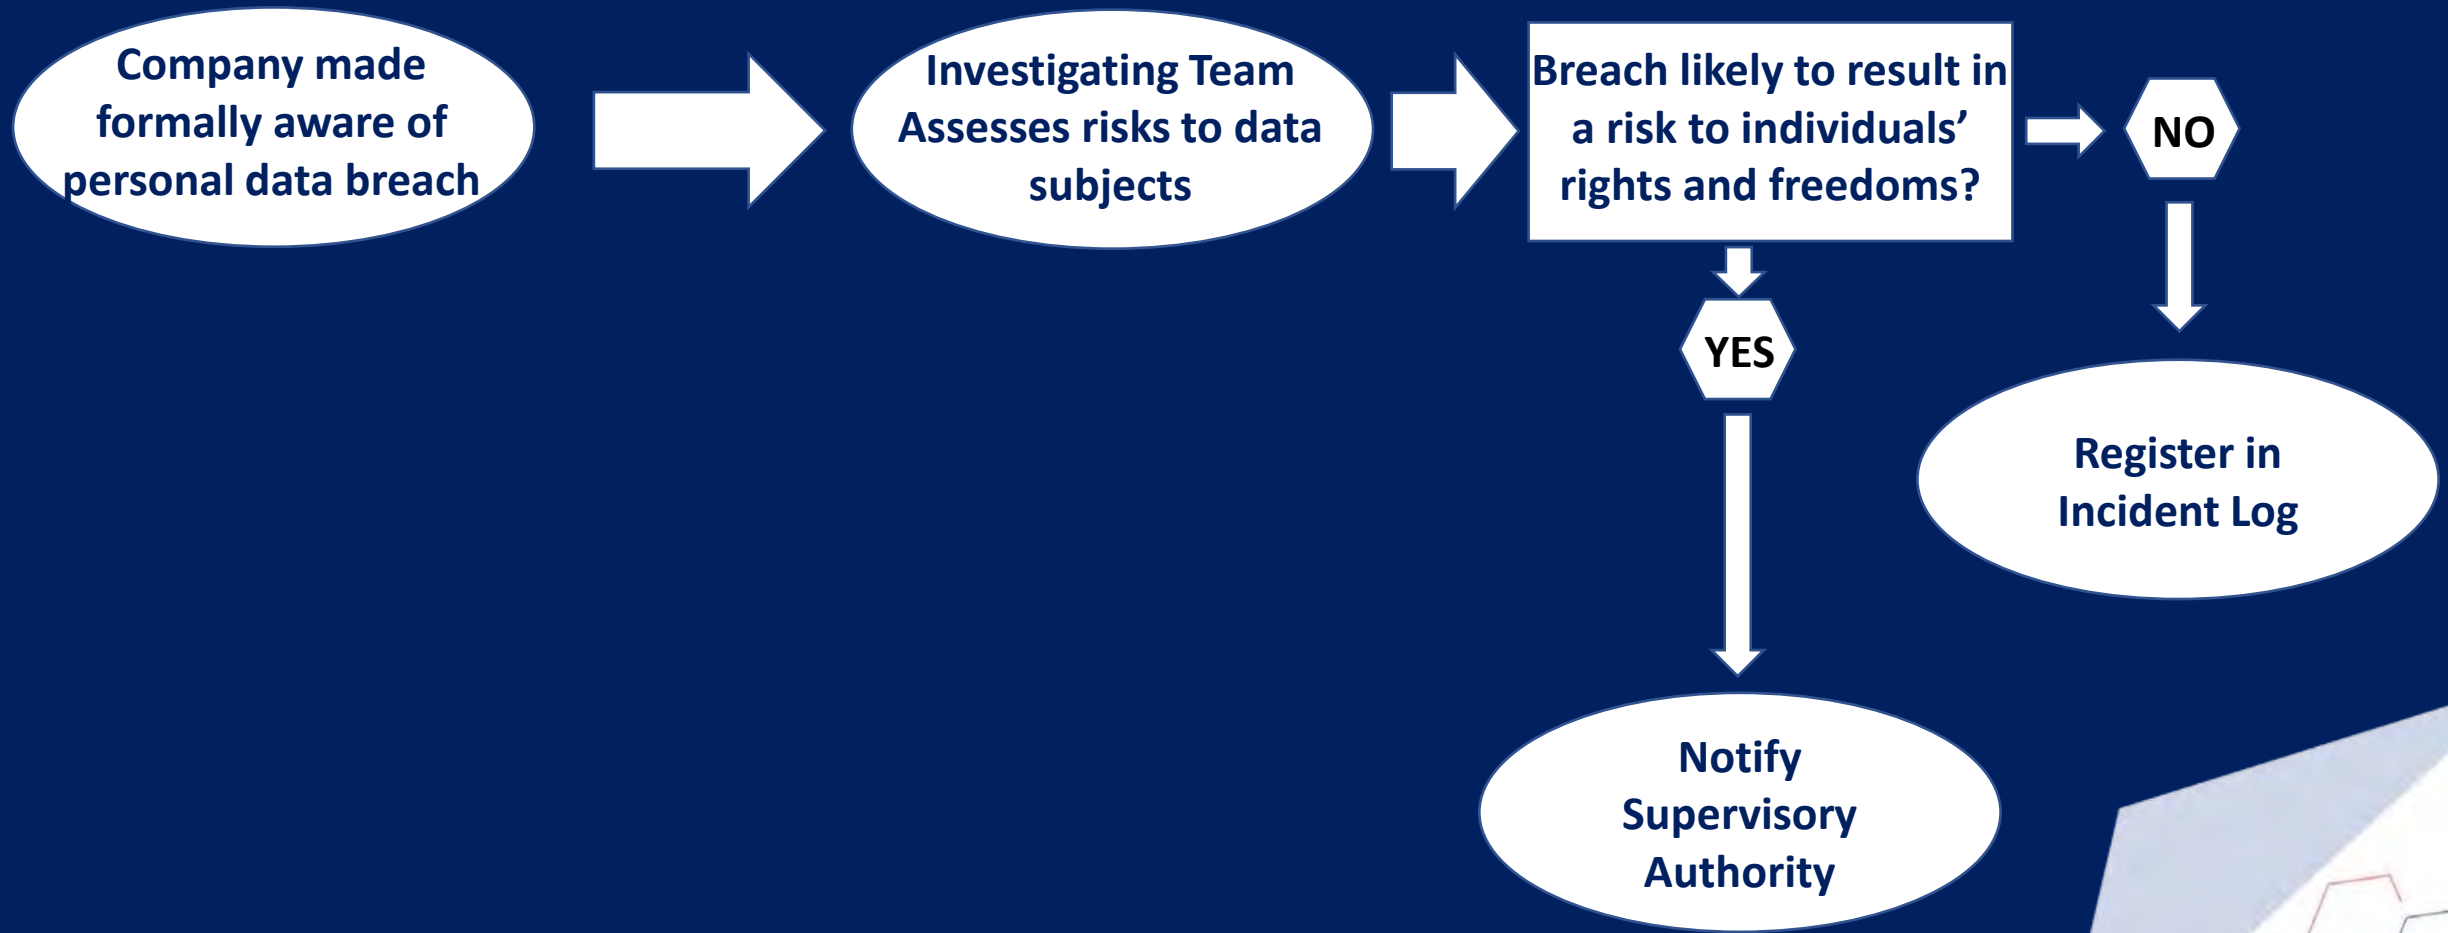 Company made
formally aware of
personal data breach
Investigating Team
Assesses risks to data
subjects
Breach likely to result in
a risk to individuals’
rights and freedoms?
NO
YES
Register in
Incident Log
Notify
Supervisory
Authority